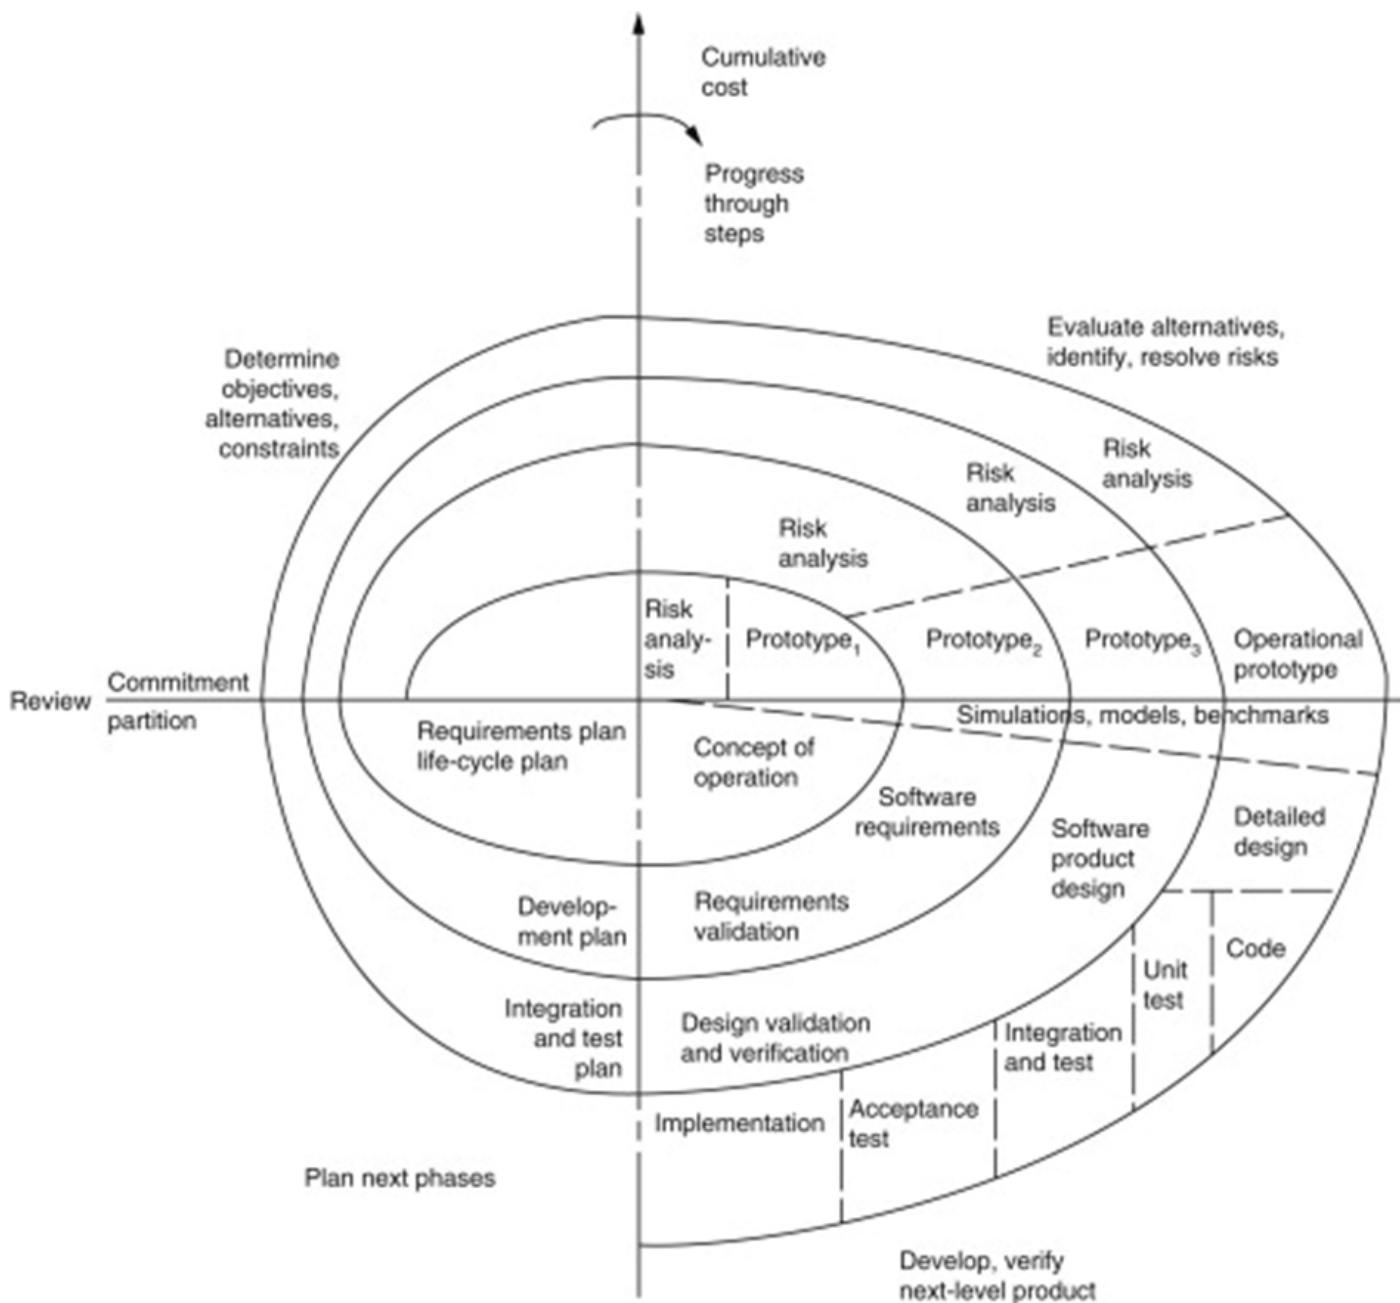 Cumulative
cost
Progress
through
steps
Evaluate alternatives,
identify, resolve risks
Determine
objectives,
alternatives,
constraints
Risk
analysis
Risk
analysis
Risk
analysis
Risk
analy-
sis
Prototype₁
Prototype₂
Prototype₃
Operational
prototype
Review
Commitment
partition
Simulations, models, benchmarks
Requirements plan
life-cycle plan
Concept of
operation
Software
requirements
Software
product
design
Detailed
design
Develop-
ment plan
Requirements
validation
Code
Unit
test
Integration
and test
plan
Design validation
and verification
Integration
and test
Implementation
Acceptance
test
Plan next phases
Develop, verify
next-level product